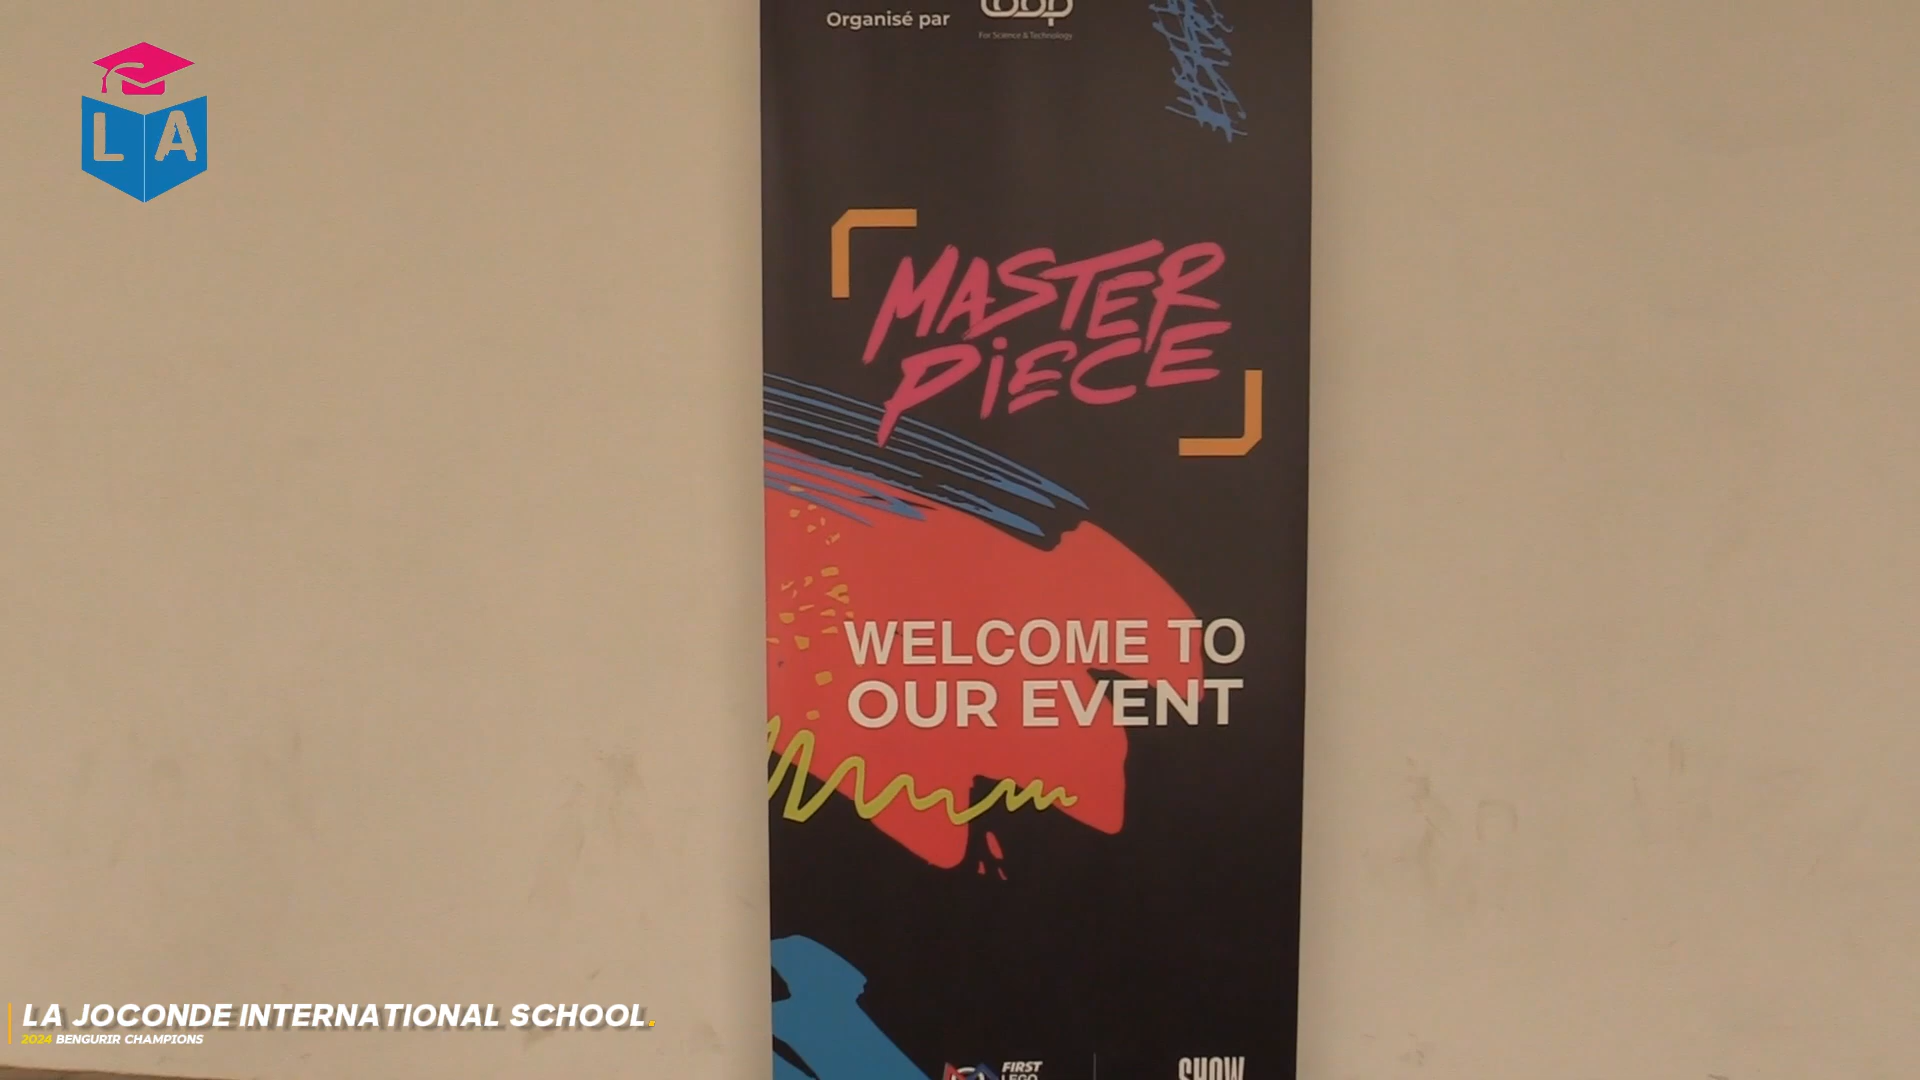 Organisé par
For Science & Technology
LA
MASTER
PIECE
WELCOME TO
OUR EVENT
LA JOCONDE INTERNATIONAL SCHOOL.
2024 BENGURIR CHAMPIONS
FIRST
LEGO
SHOW